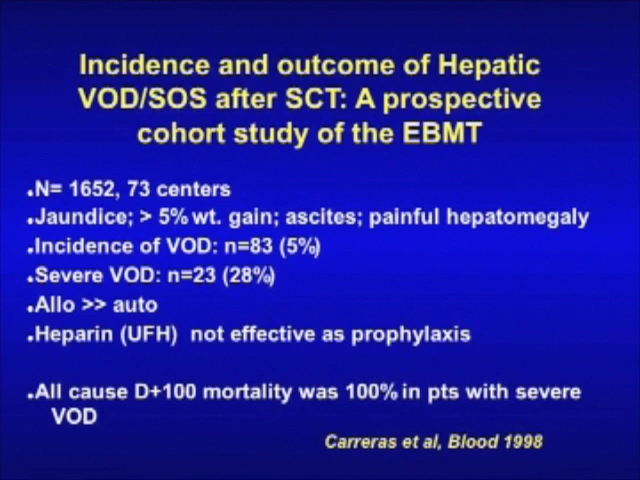 Incidence and outcome of Hepatic
VOD/SOS after SCT: A prospective
cohort study of the EBMT
.N= 1652, 73 centers
.Jaundice; > 5% wt. gain; ascites; painful hepatomegaly
.Incidence of VOD: n=83 (5%)
.Severe VOD: n=23 (28%)
.Allo >> auto
.Heparin (UFH) not effective as prophylaxis
.All cause D+100 mortality was 100% in pts with severe
VOD
Carreras et al, Blood 1998